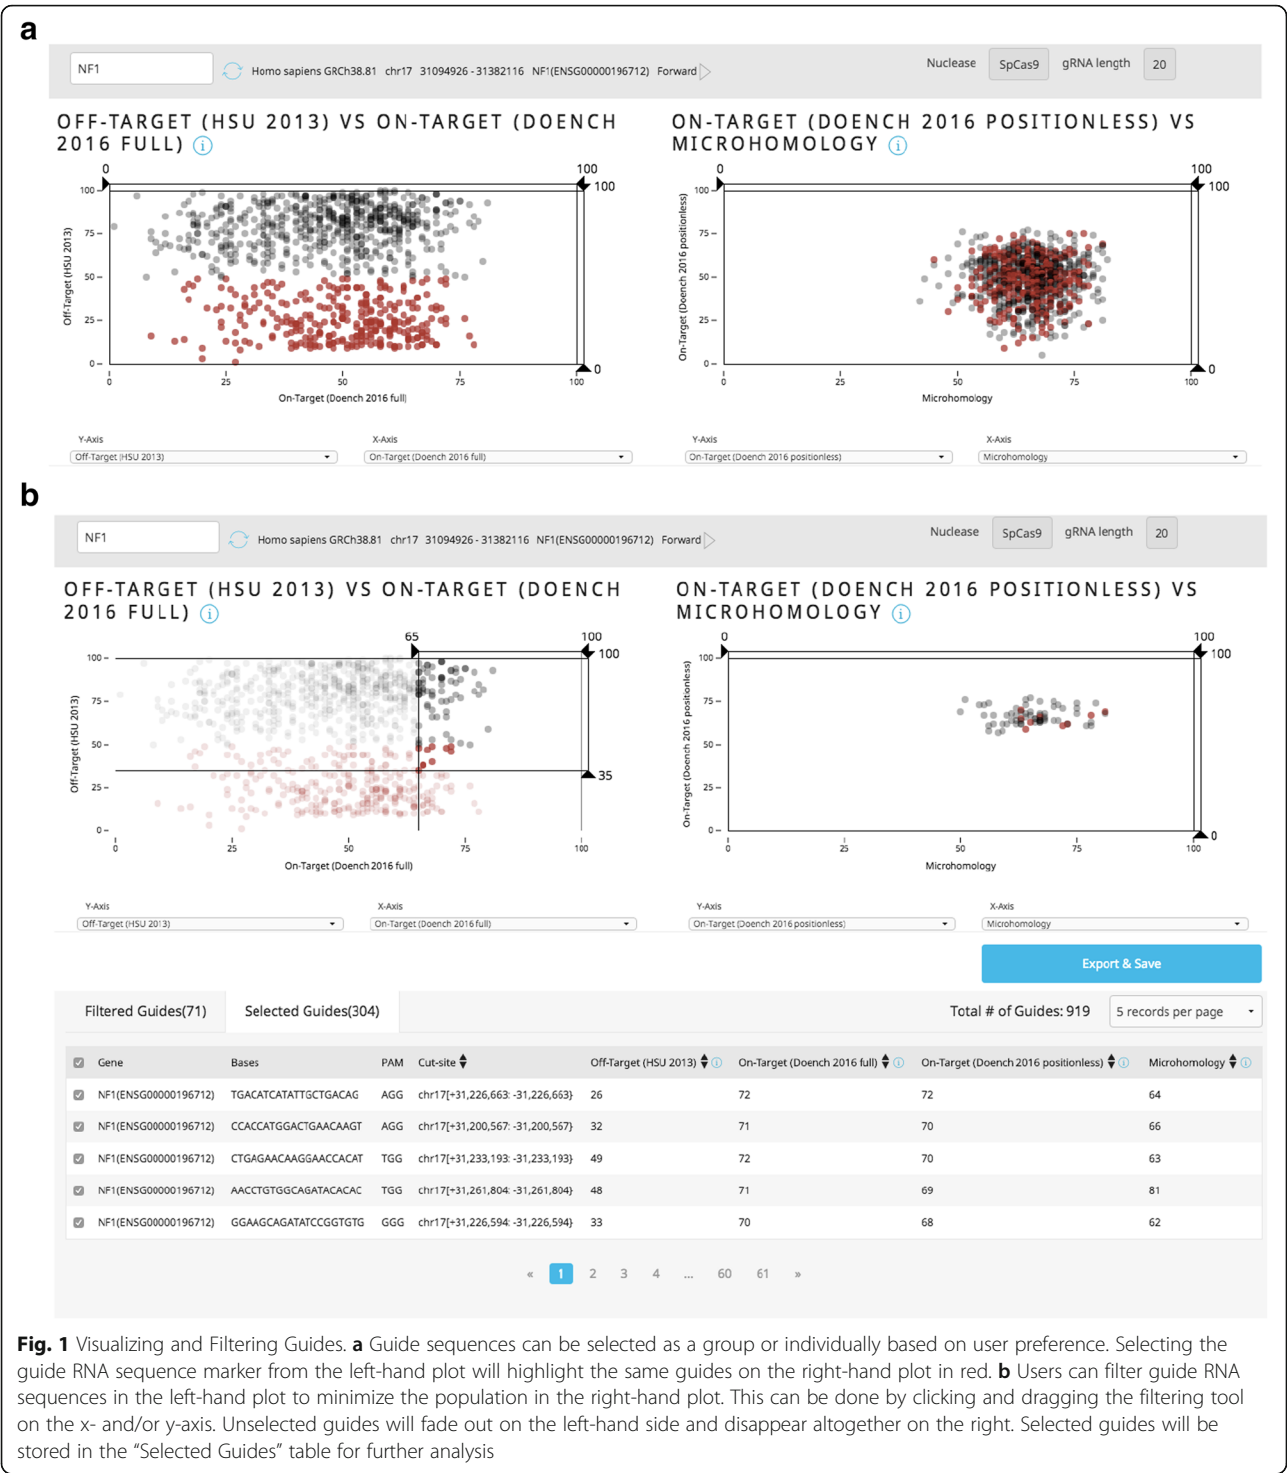 a
NF1
Homo sapiens GRCh38.81 chr17 31094926 - 31382116 NF1(ENSG00000196712) Forward
Nuclease SpCas9 gRNA length 20
OFF-TARGET (HSU 2013) VS ON-TARGET (DOENCH
2016 FULL)
0 100
100
100
75
50
25
0
0
Off-Target (HSU 2013)
0 25 50 75 100
On-Target (Doench 2016 full)
Y-Axis X-Axis
Off-Target (HSU 2013) On-Target (Doench 2016 full)
ON-TARGET (DOENCH 2016 POSITIONLESS) VS
MICROHOMOLOGY
0 100
100
100
75
50
25
0
0
On-Target (Doench 2016 positionless)
0 25 50 75 100
Microhomology
Y-Axis X-Axis
On-Target (Doench 2016 positionless) Microhomology
b
NF1
Homo sapiens GRCh38.81 chr17 31094926 - 31382116 NF1(ENSG00000196712) Forward
Nuclease SpCas9 gRNA length 20
OFF-TARGET (HSU 2013) VS ON-TARGET (DOENCH
2016 FULL)
65 100
100
100
75
50
35
25
0
Off-Target (HSU 2013)
0 25 50 75 100
On-Target (Doench 2016 full)
Y-Axis X-Axis
Off-Target (HSU 2013) On-Target (Doench 2016 full)
ON-TARGET (DOENCH 2016 POSITIONLESS) VS
MICROHOMOLOGY
0 100
100
100
75
50
25
0
0
On-Target (Doench 2016 positionless)
0 25 50 75 100
Microhomology
Y-Axis X-Axis
On-Target (Doench 2016 positionless) Microhomology
Export & Save
Filtered Guides(71) Selected Guides(304) Total # of Guides: 919 5 records per page
Gene Bases PAM Cut-site Off-Target (HSU 2013) On-Target (Doench 2016 full) On-Target (Doench 2016 positionless) Microhomology
NF1(ENSG00000196712) TGACATCATATTGCTGACAG AGG chr17[+31,226,663: -31,226,663} 26 72 72 64
NF1(ENSG00000196712) CCACCATGGACTGAACAAGT AGG chr17[+31,200,567: -31,200,567} 32 71 70 66
NF1(ENSG00000196712) CTGAGAACAAGGAACCACAT TGG chr17[+31,233,193: -31,233,193} 49 72 70 63
NF1(ENSG00000196712) AACCTGTGGCAGATACACAC TGG chr17[+31,261,804: -31,261,804} 48 71 69 81
NF1(ENSG00000196712) GGAAGCAGATATCCGGTGTG GGG chr17[+31,226,594: -31,226,594} 33 70 68 62
« 1 2 3 4 ... 60 61 »
Fig. 1 Visualizing and Filtering Guides. a Guide sequences can be selected as a group or individually based on user preference. Selecting the
guide RNA sequence marker from the left-hand plot will highlight the same guides on the right-hand plot in red. b Users can filter guide RNA
sequences in the left-hand plot to minimize the population in the right-hand plot. This can be done by clicking and dragging the filtering tool
on the x- and/or y-axis. Unselected guides will fade out on the left-hand side and disappear altogether on the right. Selected guides will be
stored in the “Selected Guides” table for further analysis